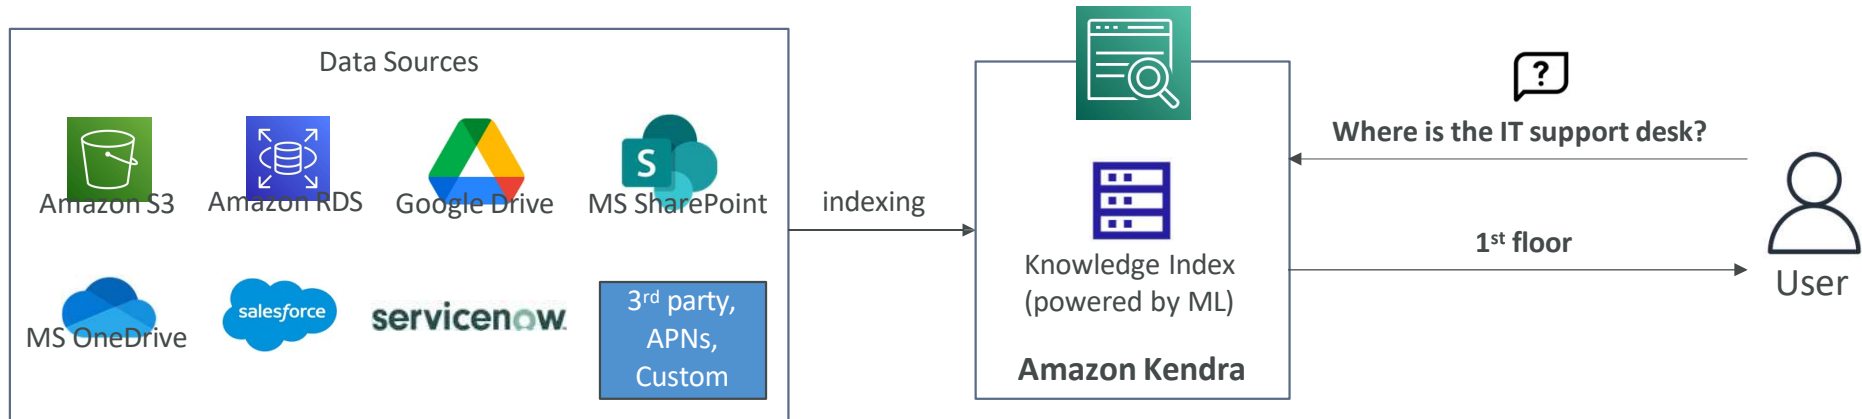 Data Sources
Amazon S3
Amazon RDS
Google Drive
S
MS SharePoint
MS OneDrive
salesforce
servicenow.
3rd party,
APNs,
Custom
indexing
Knowledge Index
(powered by ML)
Amazon Kendra
?
Where is the IT support desk?
1st floor
User